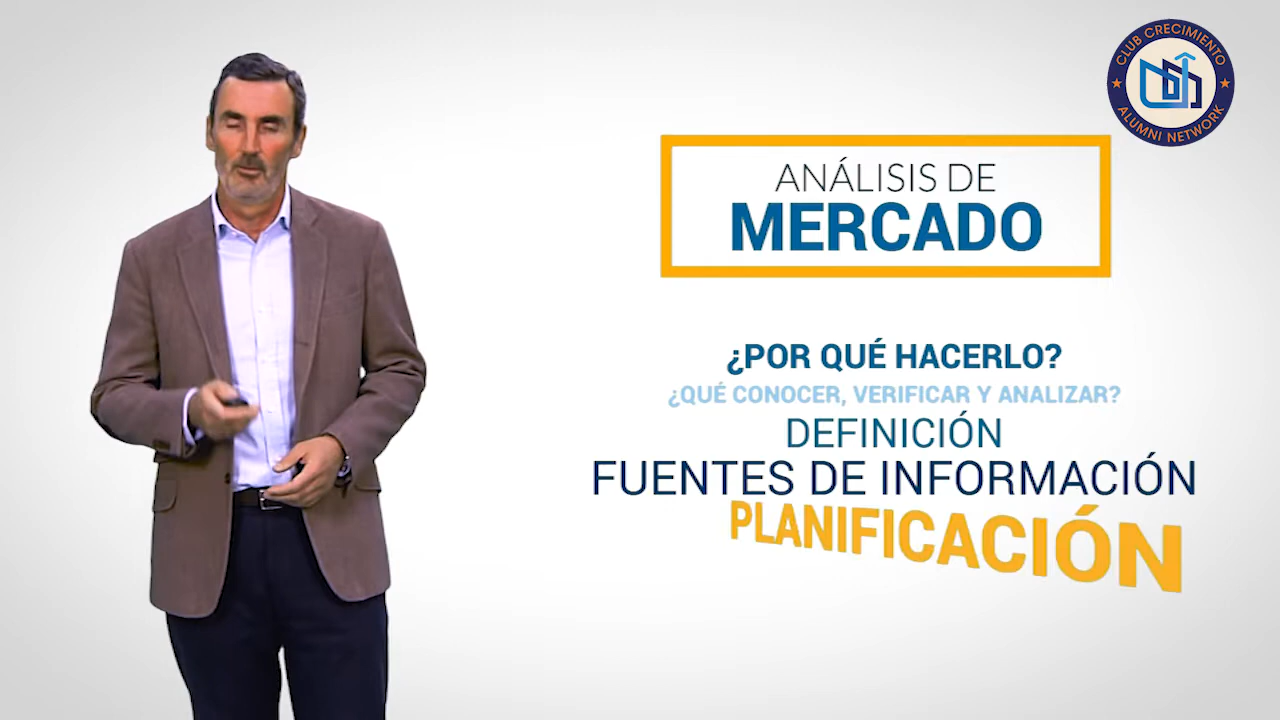 CLUB CRECIMIENTO
ALUMNI NETWORK
ANÁLISIS DE
MERCADO
¿POR QUÉ HACERLO?
¿QUÉ CONOCER, VERIFICAR Y ANALIZAR?
DEFINICIÓN
FUENTES DE INFORMACIÓN
PLANIFICACIÓN